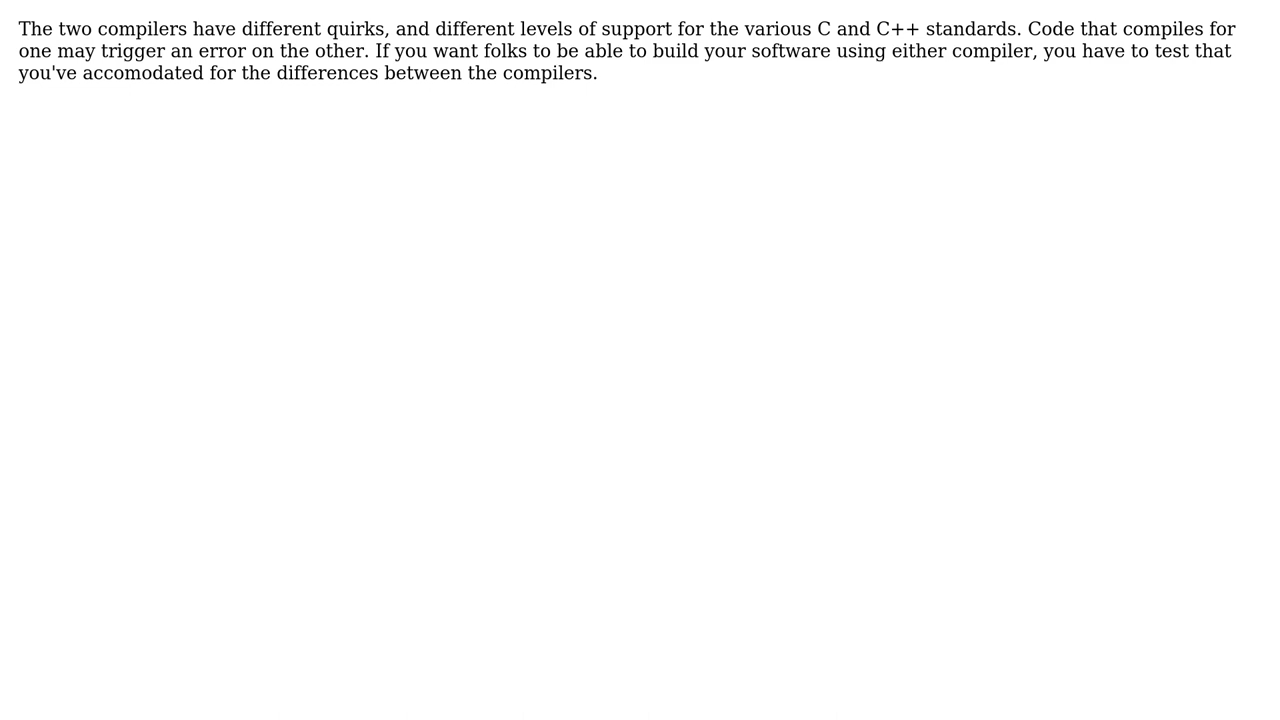 The two compilers have different quirks, and different levels of support for the various C and C++ standards. Code that compiles for
one may trigger an error on the other. If you want folks to be able to build your software using either compiler, you have to test that
you've accomodated for the differences between the compilers.